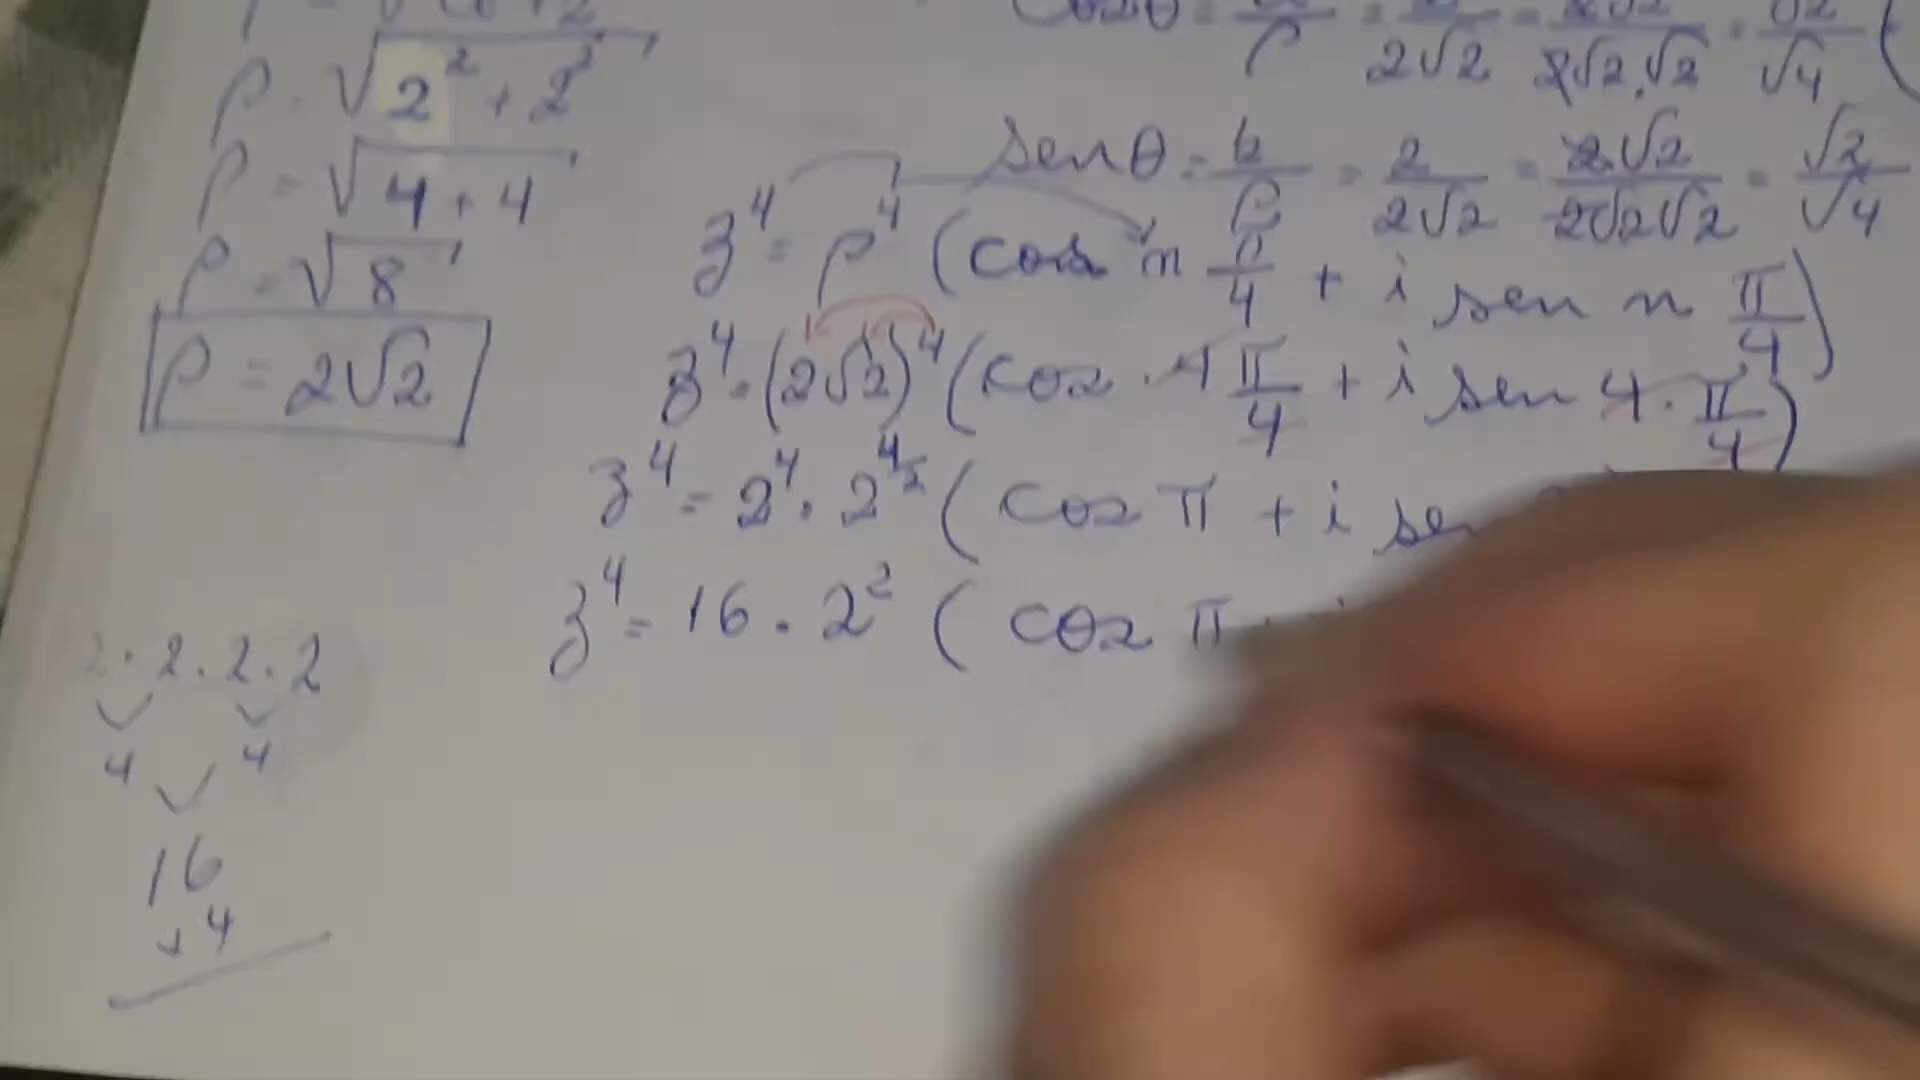 ρ = √2² + 2²
ρ = √4 + 4
ρ = √8
ρ = 2√2
cosθ = a/ρ = 2/2√2 = 2√2/2√2.√2 = √2/√4
sen θ = b/ρ = 2/2√2 = 2√2/2√2√2 = √2/√4
z⁴ = ρ⁴ (cos n π/4 + i sen n π/4)
z⁴ = (2√2)⁴ (cos . 4 π/4 + i sen 4 . π/4)
z⁴ = 2⁴ . 2^4/2 (cos π + i sen
z⁴ = 16 . 2² (cos π +
2 . 2 . 2 . 2
4 4
16
x 4